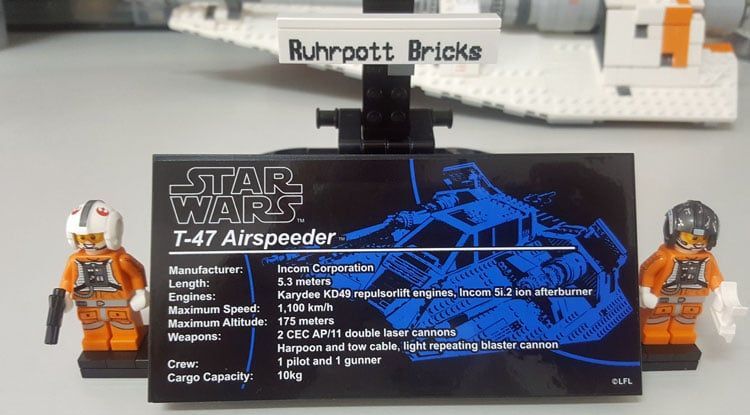 Ruhrpott Bricks
STAR
WARS™
T-47 Airspeeder™
Manufacturer: Incom Corporation
Length: 5.3 meters
Engines: Karydee KD49 repulsorlift engines, Incom 5i.2 ion afterburner
Maximum Speed: 1,100 km/h
Maximum Altitude: 175 meters
Weapons: 2 CEC AP/11 double laser cannons
Harpoon and tow cable, light repeating blaster cannon
Crew: 1 pilot and 1 gunner
Cargo Capacity: 10kg
©LFL